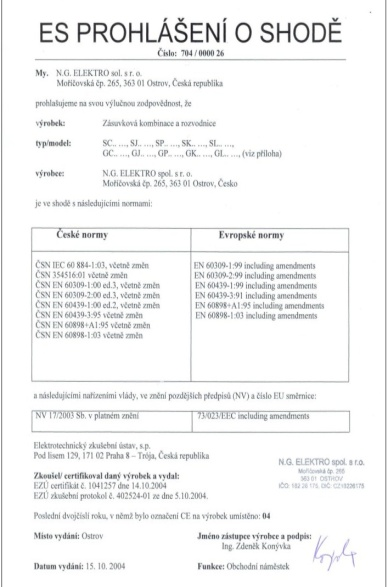 ES PROHLÁŠENÍ O SHODĚ
Číslo: 704 / 0000 26
My. N.G. ELEKTRO sol. s r. o.
Moříčovská čp. 265, 363 01 Ostrov, Česká republika
prohlašujeme na svou výlučnou zodpovědnost, že
výrobek: Zásuvková kombinace a rozvodnice
typ/model: SC.. …, SJ.. …, SP.. …, SK.. …, SL.. …,
GC.. …, GJ.. …, GP.. …, GK.. …, GL.. …, (viz příloha)
výrobce: N.G. ELEKTRO spol. s r. o.
Moříčovská čp. 265, 363 01 Ostrov, Česko
je ve shodě s následujícími normami:
České normy Evropské normy
ČSN IEC 60 884-1:03, včetně změn EN 60309-1:99 including amendments
ČSN 354516:01 včetně změn EN 60309-2:99 including amendments
ČSN EN 60309-1:00 ed.3, včetně změn EN 60439-1:99 including amendments
ČSN EN 60309-2:00 ed.3, včetně změn EN 60439-3:91 including amendments
ČSN EN 60439-1:00 ed.2, včetně změn EN 60898+A1:95 including amendments
ČSN EN 60439-3:95 včetně změn EN 60898-1:03 including amendments
ČSN EN 60898+A1:95 včetně změn
ČSN EN 60898-1:03 včetně změn
a následujícími nařízeními vlády, ve znění pozdějších předpisů (NV) a číslo EU směrnice:
NV 17/2003 Sb. v platném znění 73/023/EEC including amendments
Elektrotechnický zkušební ústav, s.p.
Pod lisem 129, 171 02 Praha 8 – Trója, Česká republika
N.G. ELEKTRO spol. s r.o.
Moříčovská čp. 265
363 01 OSTROV
Zkoušel/ certifikoval daný výrobek a vydal:
EZÚ certifikát č. 1041257 dne 14.10.2004
EZÚ zkušební protokol č. 402524-01 ze dne 5.10.2004.
Poslední dvojčíslí roku, v němž bylo označení CE na výrobek umístěno: 04
Místo vydání: Ostrov Jméno zástupce výrobce a podpis:
Ing. Zdeněk Konývka
Datum vydání: 15. 10. 2004 Funkce: Obchodní náměstek